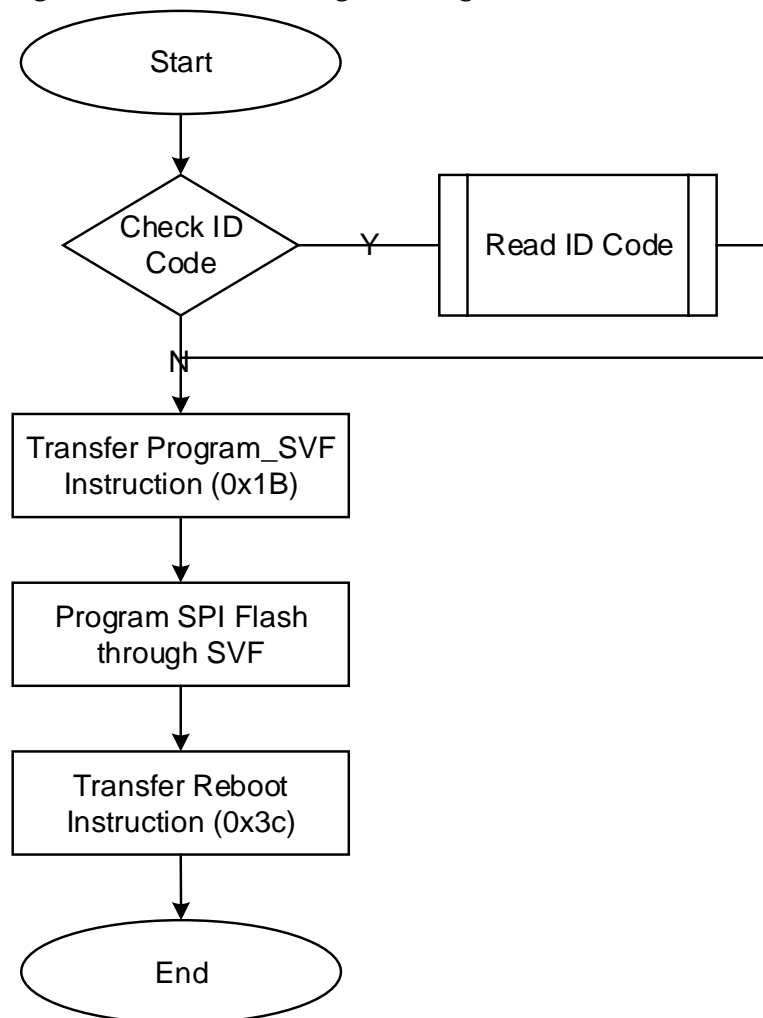 Start
Check ID
Code
Y
Read ID Code
N
Transfer Program_SVF
Instruction (0x1B)
Program SPI Flash
through SVF
Transfer Reboot
Instruction (0x3c)
End